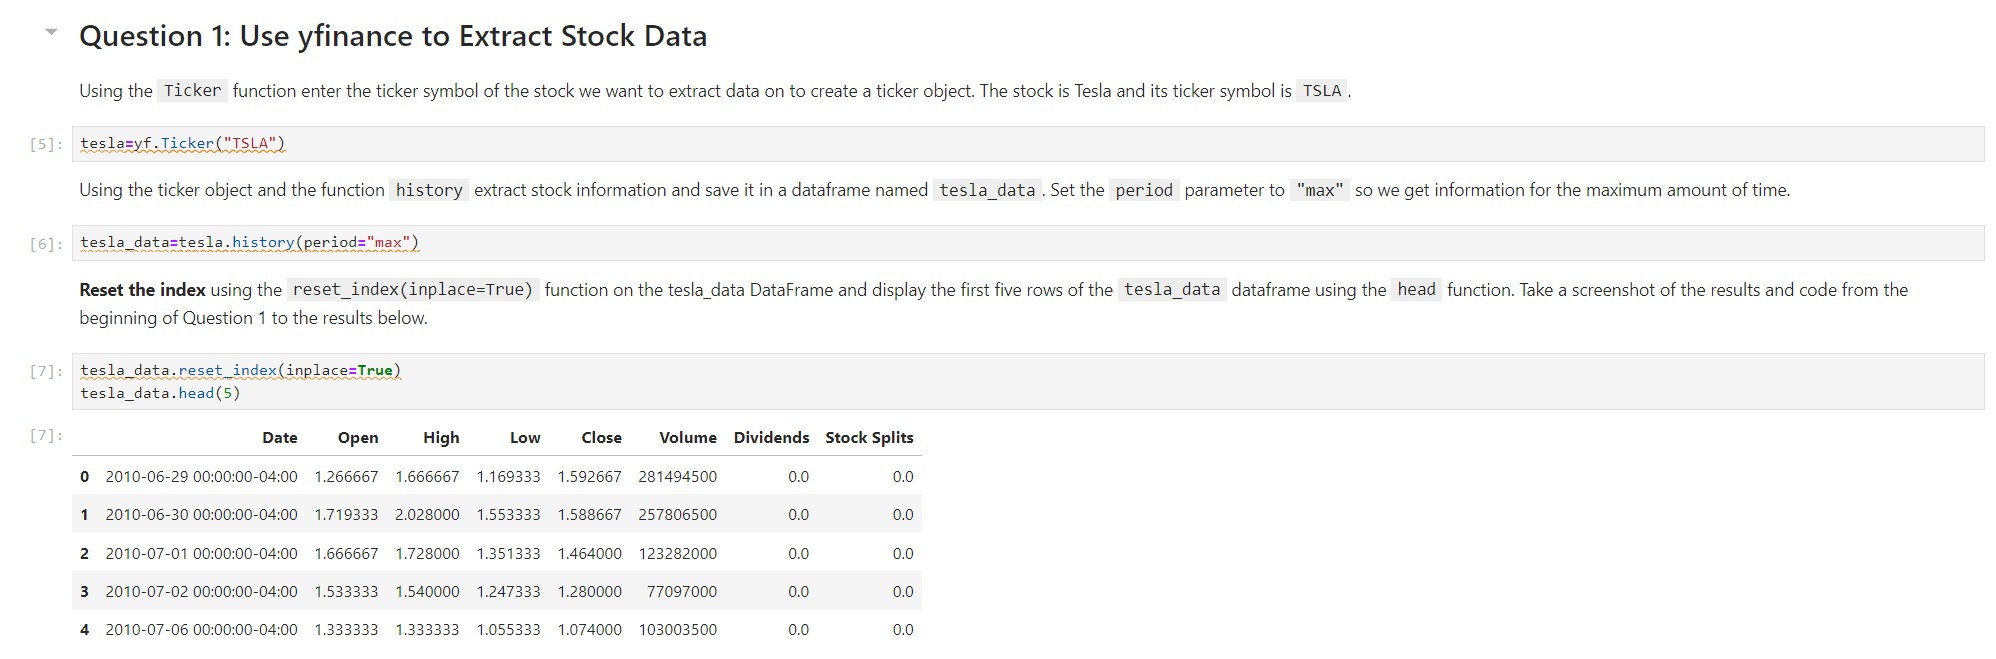 Question 1: Use yfinance to Extract Stock Data
Using the Ticker function enter the ticker symbol of the stock we want to extract data on to create a ticker object. The stock is Tesla and its ticker symbol is TSLA .
[5]: tesla=yf.Ticker("TSLA")
Using the ticker object and the function history extract stock information and save it in a dataframe named tesla_data . Set the period parameter to "max" so we get information for the maximum amount of time.
[6]: tesla_data=tesla.history(period="max")
Reset the index using the reset_index(inplace=True) function on the tesla_data DataFrame and display the first five rows of the tesla_data dataframe using the head function. Take a screenshot of the results and code from the
beginning of Question 1 to the results below.
[7]: tesla_data.reset_index(inplace=True)
tesla_data.head(5)
[7]: Date Open High Low Close Volume Dividends Stock Splits
0 2010-06-29 00:00:00-04:00 1.266667 1.666667 1.169333 1.592667 281494500 0.0 0.0
1 2010-06-30 00:00:00-04:00 1.719333 2.028000 1.553333 1.588667 257806500 0.0 0.0
2 2010-07-01 00:00:00-04:00 1.666667 1.728000 1.351333 1.464000 123282000 0.0 0.0
3 2010-07-02 00:00:00-04:00 1.533333 1.540000 1.247333 1.280000 77097000 0.0 0.0
4 2010-07-06 00:00:00-04:00 1.333333 1.333333 1.055333 1.074000 103003500 0.0 0.0